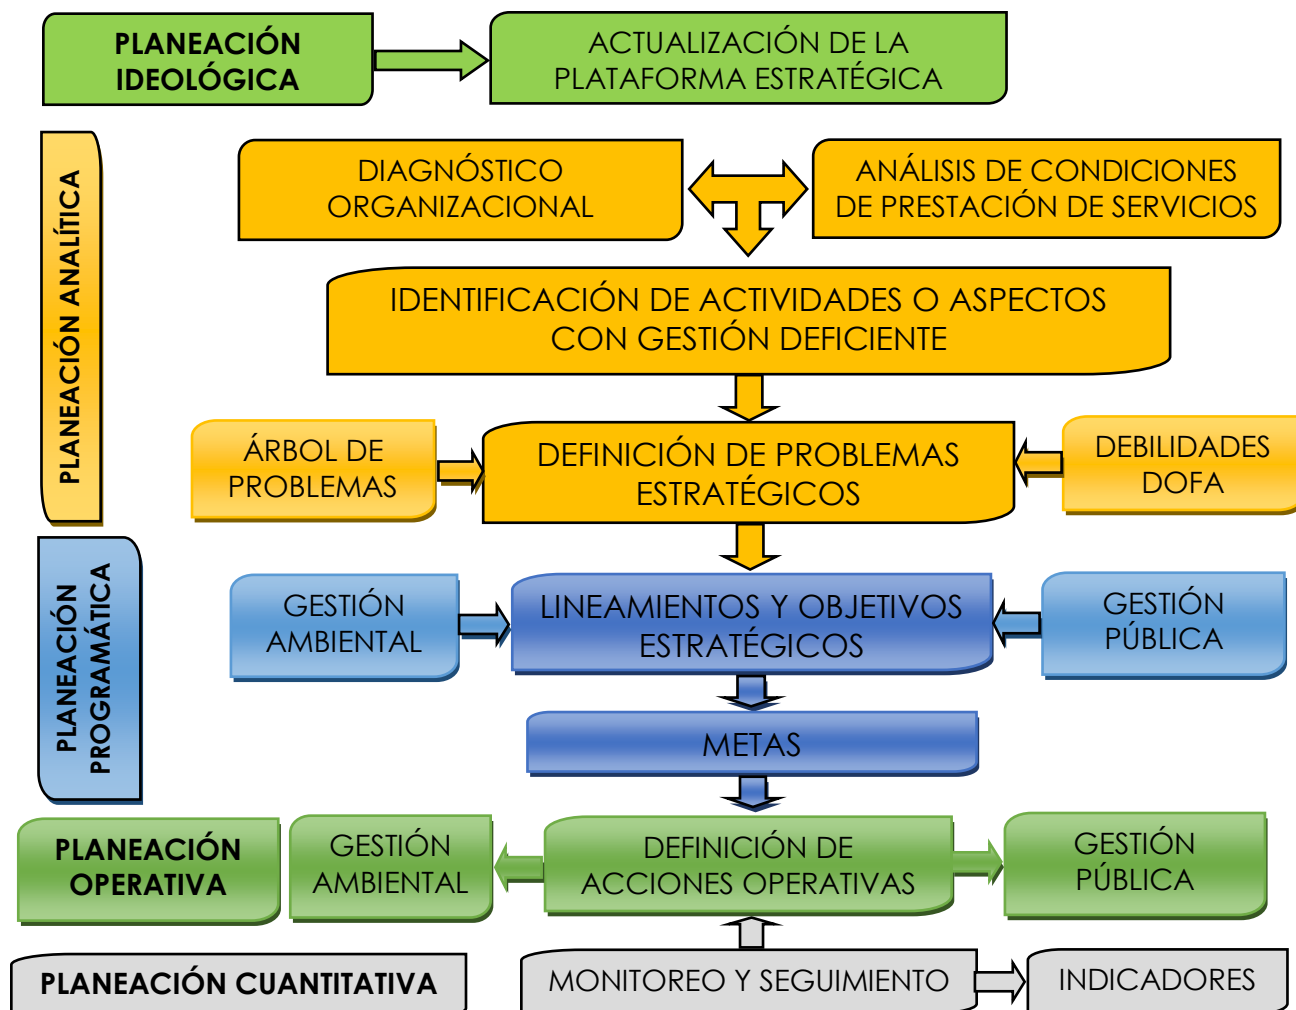 PLANEACIÓN
IDEOLÓGICA
ACTUALIZACIÓN DE LA
PLATAFORMA ESTRATÉGICA
PLANEACIÓN ANALÍTICA
DIAGNÓSTICO
ORGANIZACIONAL
ANÁLISIS DE CONDICIONES
DE PRESTACIÓN DE SERVICIOS
IDENTIFICACIÓN DE ACTIVIDADES O ASPECTOS
CON GESTIÓN DEFICIENTE
ÁRBOL DE
PROBLEMAS
DEFINICIÓN DE PROBLEMAS
ESTRATÉGICOS
DEBILIDADES
DOFA
PLANEACIÓN
PROGRAMÁTICA
GESTIÓN
AMBIENTAL
LINEAMIENTOS Y OBJETIVOS
ESTRATÉGICOS
GESTIÓN
PÚBLICA
METAS
PLANEACIÓN
OPERATIVA
GESTIÓN
AMBIENTAL
DEFINICIÓN DE
ACCIONES OPERATIVAS
GESTIÓN
PÚBLICA
PLANEACIÓN CUANTITATIVA
MONITOREO Y SEGUIMIENTO
INDICADORES